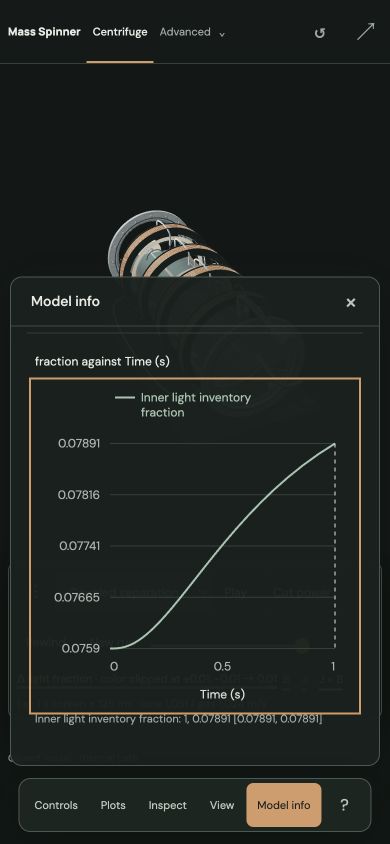 Mass Spinner Centrifuge Advanced
Model info ×
fraction against Time (s)
Inner light inventory
fraction
0.07891
0.07816
0.07741
0.07665
0.0759
0 0.5 1
Time (s)
Inner light inventory fraction: 1, 0.07891 [0.07891, 0.07891]
Controls Plots Inspect View Model info ?